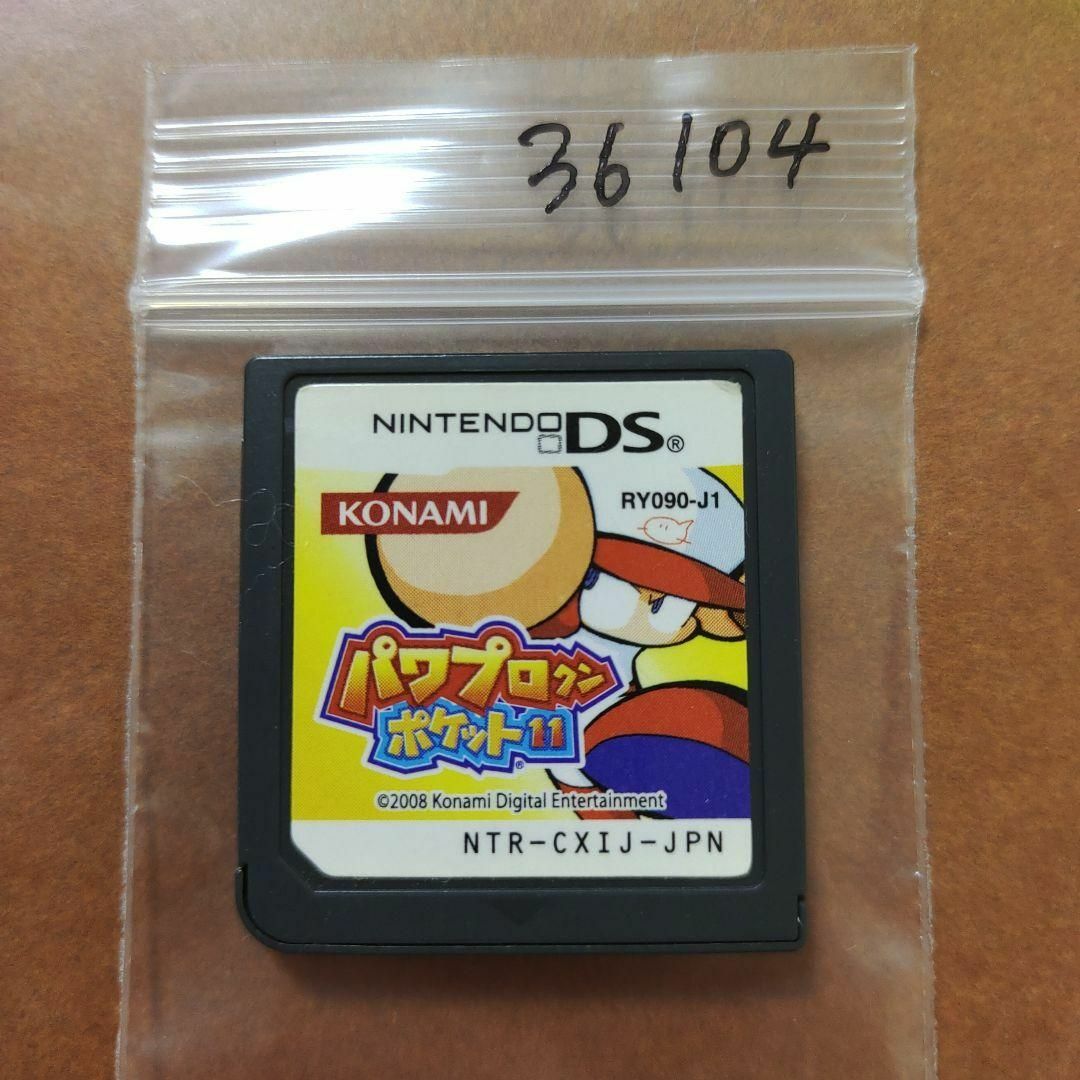 36104
NINTENDO DS®
KONAMI
RY090-J1
パワプロクン
ポケット11®
©2008 Konami Digital Entertainment
NTR-CXIJ-JPN